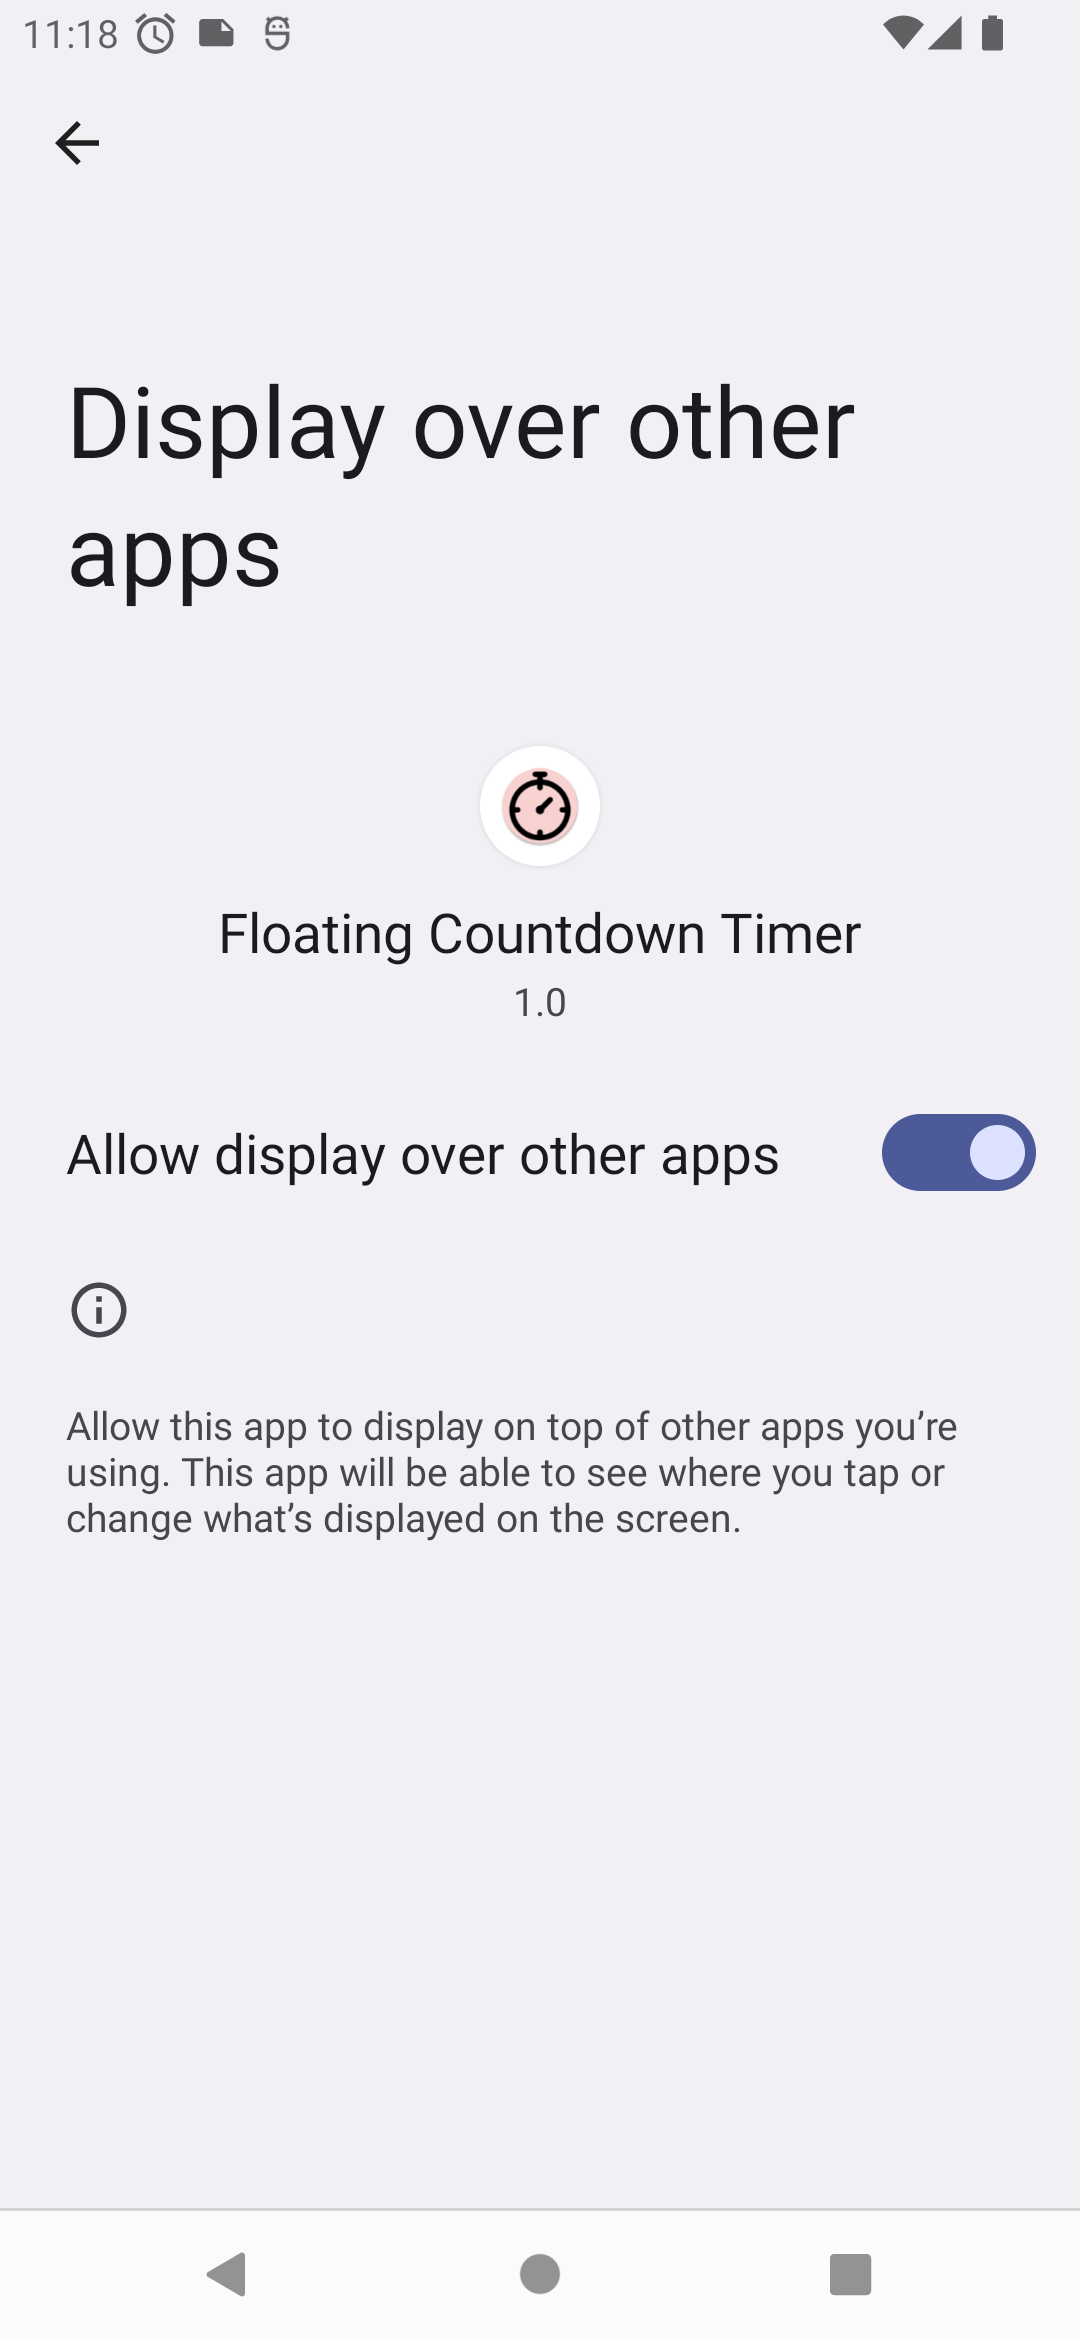 11:18
Display over other
apps
Floating Countdown Timer
1.0
Allow display over other apps
Allow this app to display on top of other apps you’re
using. This app will be able to see where you tap or
change what’s displayed on the screen.